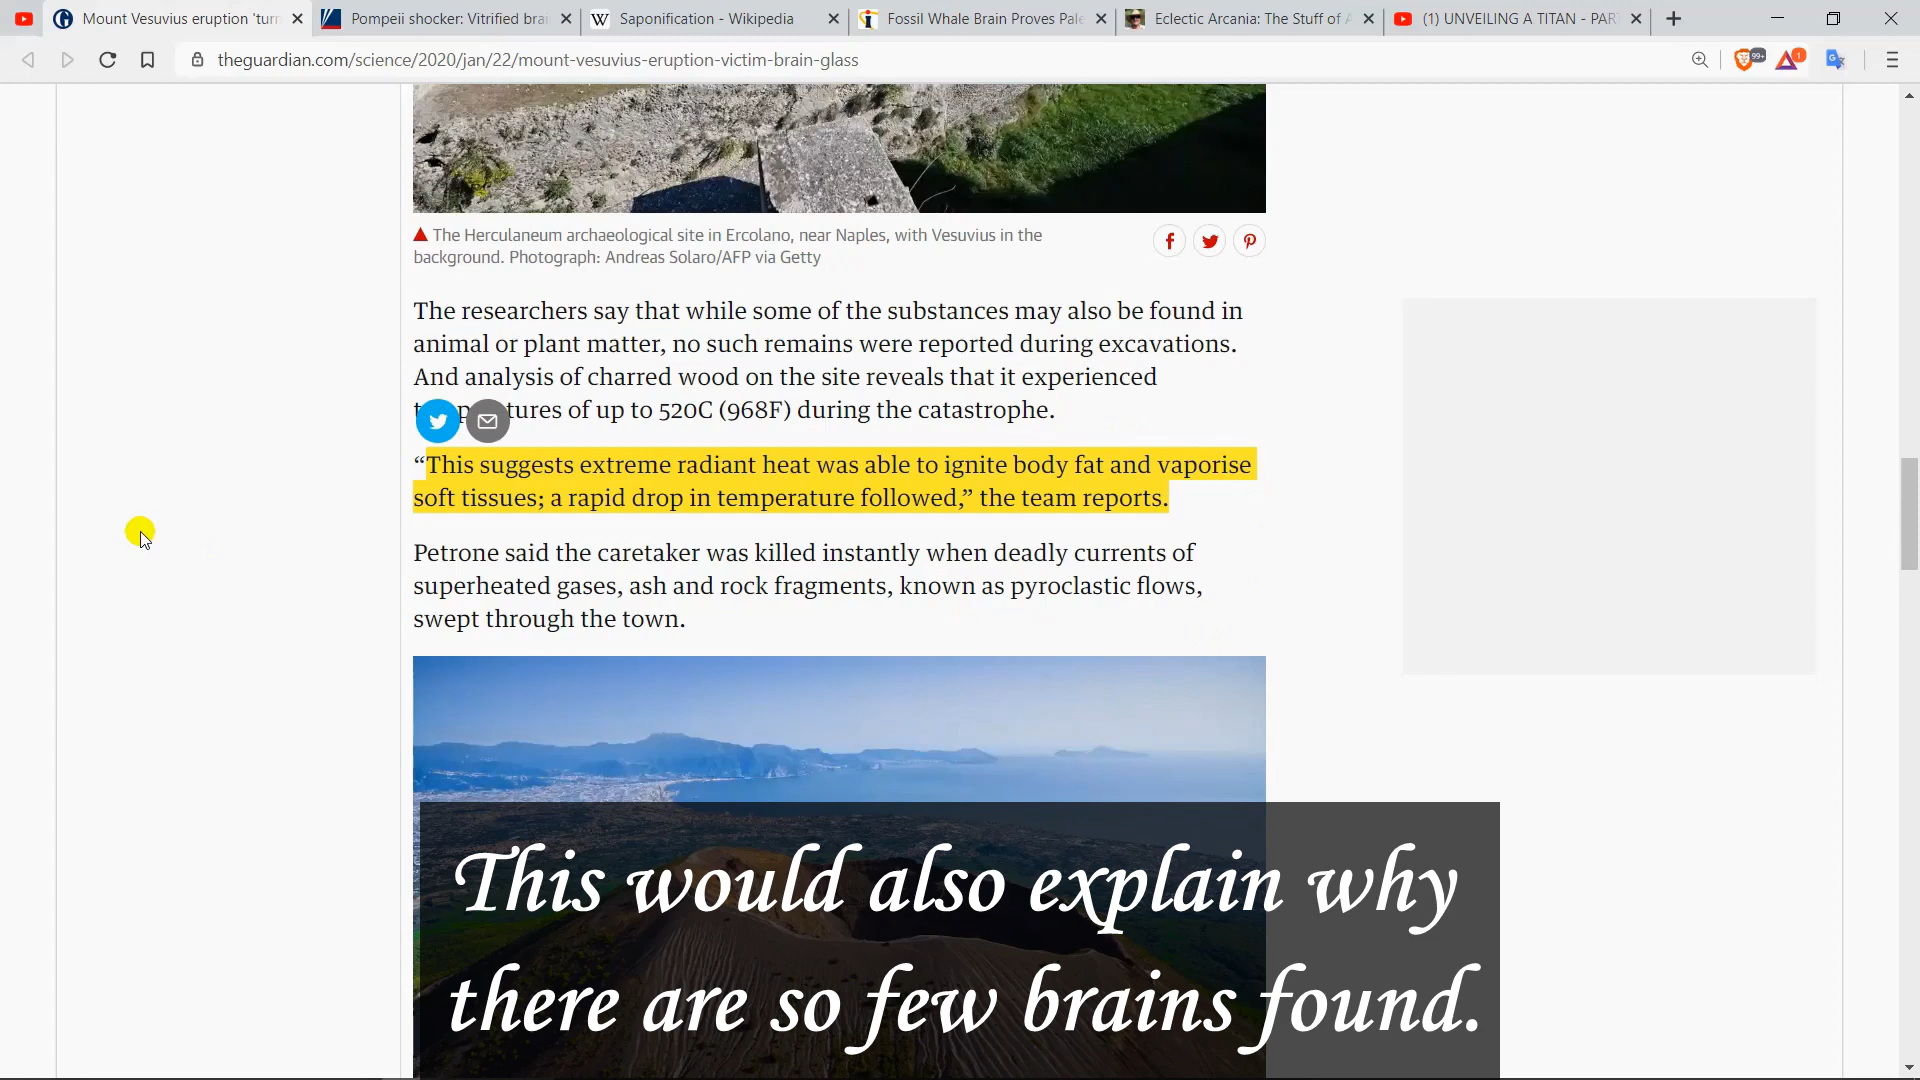 Mount Vesuvius eruption 'turn
Pompeii shocker: Vitrified brai
Saponification - Wikipedia
Fossil Whale Brain Proves Pale
Eclectic Arcania: The Stuff of A
(1) UNVEILING A TITAN - PAR
theguardian.com/science/2020/jan/22/mount-vesuvius-eruption-victim-brain-glass
99+
1
The Herculaneum archaeological site in Ercolano, near Naples, with Vesuvius in the
background. Photograph: Andreas Solaro/AFP via Getty
The researchers say that while some of the substances may also be found in
animal or plant matter, no such remains were reported during excavations.
And analysis of charred wood on the site reveals that it experienced
tures of up to 520C (968F) during the catastrophe.
“This suggests extreme radiant heat was able to ignite body fat and vaporise
soft tissues; a rapid drop in temperature followed,” the team reports.
Petrone said the caretaker was killed instantly when deadly currents of
superheated gases, ash and rock fragments, known as pyroclastic flows,
swept through the town.
This would also explain why
there are so few brains found.